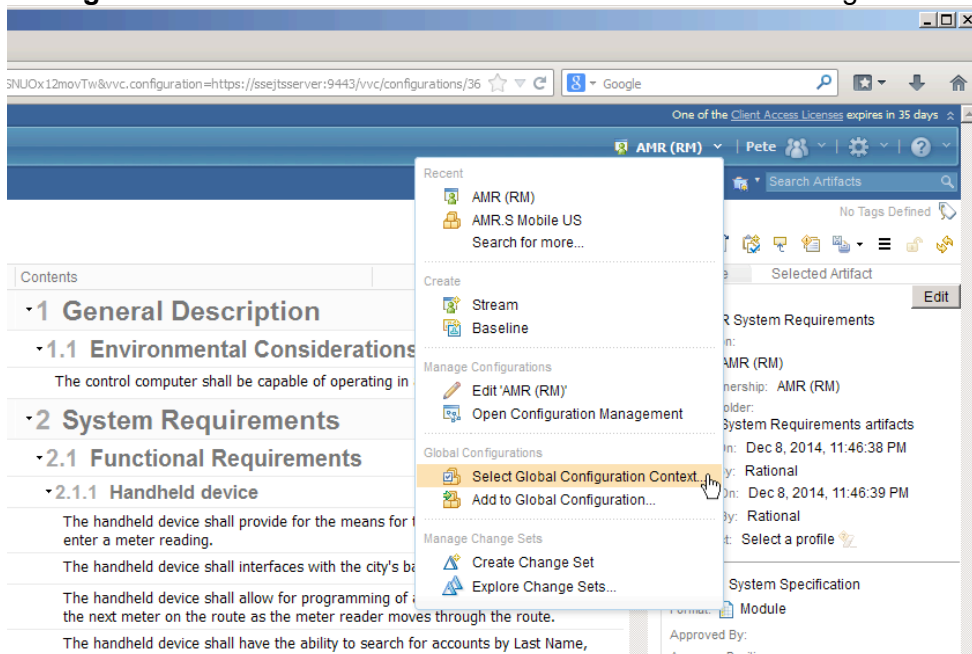 SNUOx12movTw&vvc.configuration=https://ssejtsserver:9443/vvc/configurations/36
Google
One of the Client Access Licenses expires in 35 days
AMR (RM)
Pete
Search Artifacts
No Tags Defined
Contents
Selected Artifact
Edit
1 General Description
1.1 Environmental Considerations
The control computer shall be capable of operating in
2 System Requirements
2.1 Functional Requirements
2.1.1 Handheld device
The handheld device shall provide for the means for
enter a meter reading.
The handheld device shall interfaces with the city's
The handheld device shall allow for programming of
the next meter on the route as the meter reader moves through the route.
The handheld device shall have the ability to search for accounts by Last Name,
Recent
AMR (RM)
AMR.S Mobile US
Search for more...
Create
Stream
Baseline
Manage Configurations
Edit 'AMR (RM)'
Open Configuration Management
Global Configurations
Select Global Configuration Context...
Add to Global Configuration...
Manage Change Sets
Create Change Set
Explore Change Sets...
R System Requirements
AMR (RM)
nership: AMR (RM)
older:
System Requirements artifacts
On: Dec 8, 2014, 11:46:38 PM
y: Rational
On: Dec 8, 2014, 11:46:39 PM
By: Rational
Select a profile
System Specification
Format: Module
Approved By: